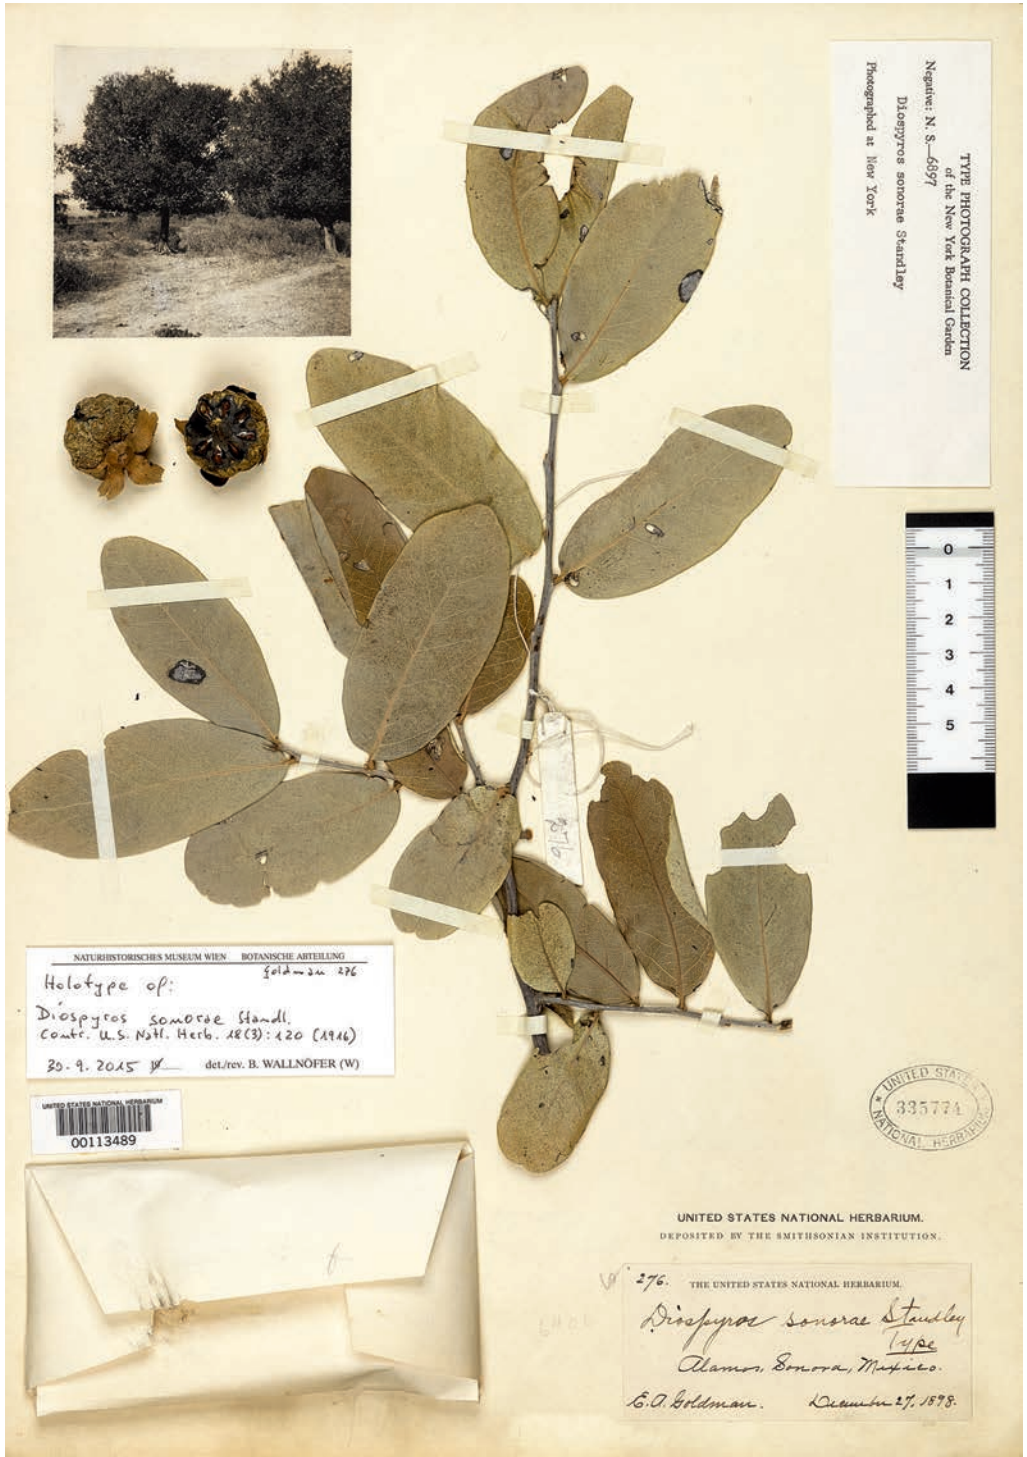 TYPE PHOTOGRAPH COLLECTION
of the New York Botanical Garden
Negative: N. S.—6897
Diospyros sonorae Standley
Photographed at New York
0
1
2
3
4
5
NATURHISTORISCHES MUSEUM WIEN BOTANISCHE ABTEILUNG
Goldman 276
Holotype of:
Diospyros sonorae Standl.
Contr. U.S. Natl. Herb. 18(3): 120 (1916)
30.9.2015 det./rev. B. WALLNÖFER (W)
UNITED STATES NATIONAL HERBARIUM
00113489
UNITED STATES
335774
NATIONAL HERBARIUM
UNITED STATES NATIONAL HERBARIUM.
DEPOSITED BY THE SMITHSONIAN INSTITUTION.
276. THE UNITED STATES NATIONAL HERBARIUM.
Diospyros sonorae Standley
Type
Alamos, Sonora, Mexico.
E. A. Goldman. December 27, 1898.